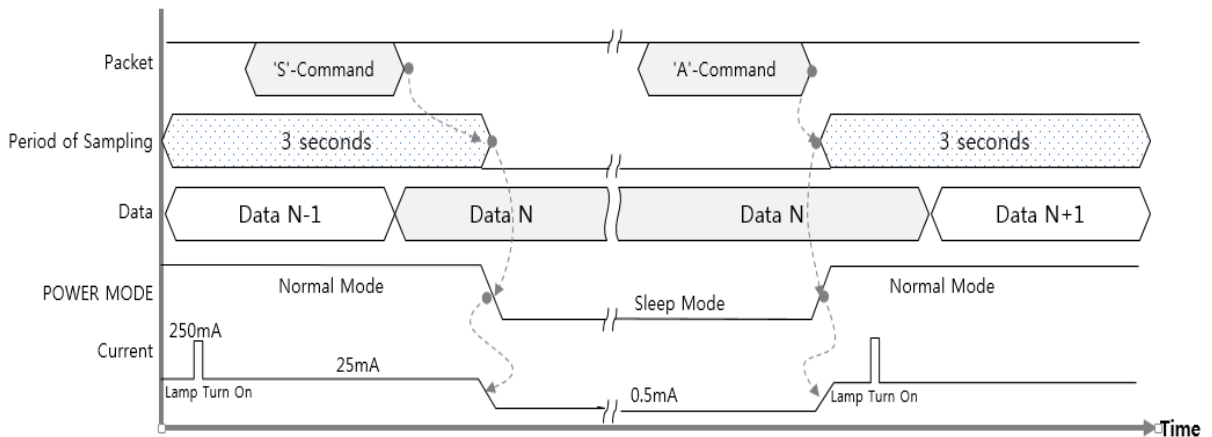 Packet
'S'-Command
'A'-Command
Period of Sampling
3 seconds
3 seconds
Data
Data N-1
Data N
Data N
Data N+1
POWER MODE
Normal Mode
Sleep Mode
Normal Mode
Current
250mA
Lamp Turn On
25mA
0.5mA
Lamp Turn On
Time